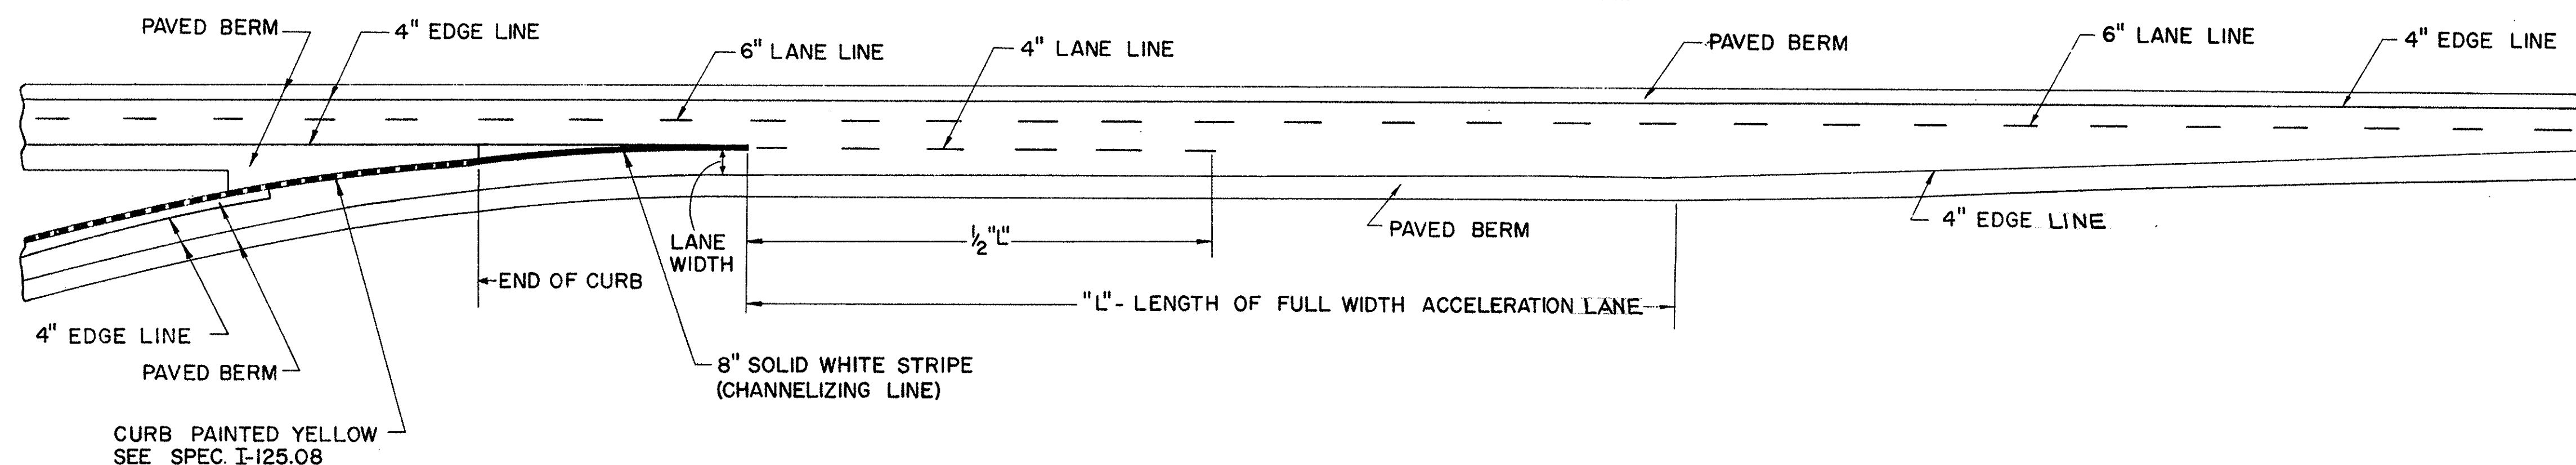 PAVED BERM
4" EDGE LINE
6" LANE LINE
4" LANE LINE
PAVED BERM
6" LANE LINE
4" EDGE LINE
LANE
WIDTH
1/2 "L"
PAVED BERM
4" EDGE LINE
END OF CURB
"L" - LENGTH OF FULL WIDTH ACCELERATION LANE
4" EDGE LINE
PAVED BERM
8" SOLID WHITE STRIPE
(CHANNELIZING LINE)
CURB PAINTED YELLOW
SEE SPEC. I-125.08